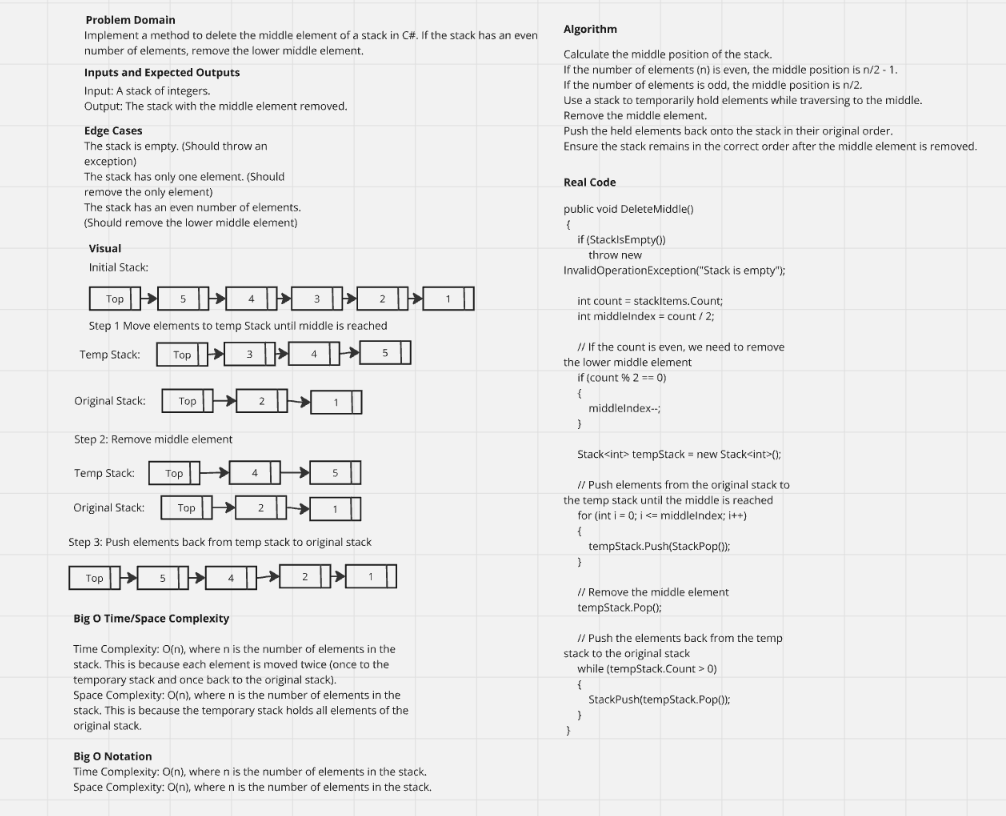 Problem Domain
Implement a method to delete the middle element of a stack in C#. If the stack has an even
number of elements, remove the lower middle element.
Inputs and Expected Outputs
Input: A stack of integers.
Output: The stack with the middle element removed.
Edge Cases
The stack is empty. (Should throw an
exception)
The stack has only one element. (Should
remove the only element)
The stack has an even number of elements.
(Should remove the lower middle element)
Visual
Initial Stack:
Top 5 4 3 2 1
Step 1 Move elements to temp Stack until middle is reached
Temp Stack: Top 3 4 5
Original Stack: Top 2 1
Step 2: Remove middle element
Temp Stack: Top 4 5
Original Stack: Top 2 1
Step 3: Push elements back from temp stack to original stack
Top 5 4 2 1
Big O Time/Space Complexity
Time Complexity: O(n), where n is the number of elements in the
stack. This is because each element is moved twice (once to the
temporary stack and once back to the original stack).
Space Complexity: O(n), where n is the number of elements in the
stack. This is because the temporary stack holds all elements of the
original stack.
Big O Notation
Time Complexity: O(n), where n is the number of elements in the stack.
Space Complexity: O(n), where n is the number of elements in the stack.
Algorithm
Calculate the middle position of the stack.
If the number of elements (n) is even, the middle position is n/2 - 1.
If the number of elements is odd, the middle position is n/2.
Use a stack to temporarily hold elements while traversing to the middle.
Remove the middle element.
Push the held elements back onto the stack in their original order.
Ensure the stack remains in the correct order after the middle element is removed.
Real Code
public void DeleteMiddle()
{
if (StackIsEmpty())
throw new
InvalidOperationException("Stack is empty");
int count = stackItems.Count;
int middleIndex = count / 2;
// If the count is even, we need to remove
the lower middle element
if (count % 2 == 0)
{
middleIndex--;
}
Stack<int> tempStack = new Stack<int>();
// Push elements from the original stack to
the temp stack until the middle is reached
for (int i = 0; i <= middleIndex; i++)
{
tempStack.Push(StackPop());
}
// Remove the middle element
tempStack.Pop();
// Push the elements back from the temp
stack to the original stack
while (tempStack.Count > 0)
{
StackPush(tempStack.Pop());
}
}